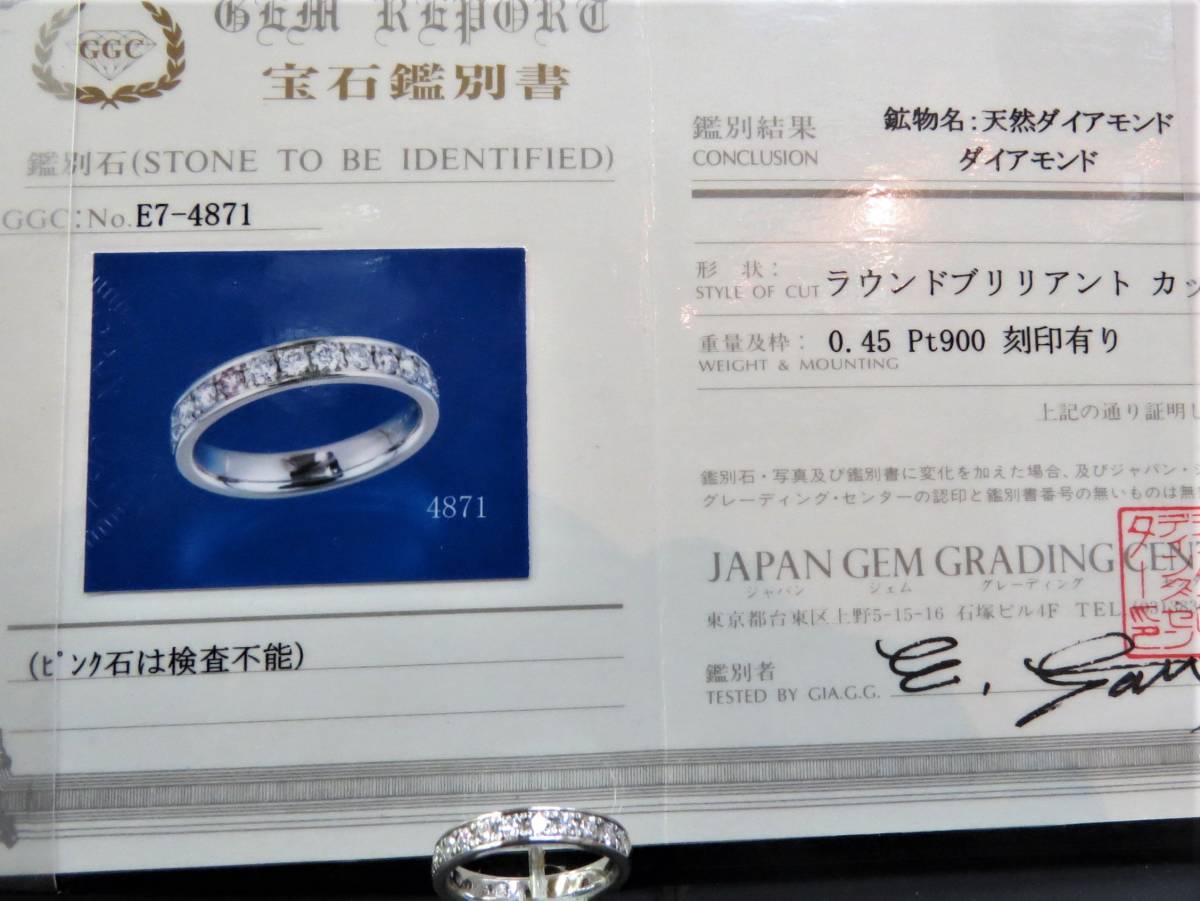 GEM REPORT
GGC
宝石鑑別書
鑑別石(STONE TO BE IDENTIFIED)
GGC:No. E7-4871
4871
(ピンク石は検査不能)
鑑別結果 鉱物名:天然ダイアモンド
CONCLUSION ダイアモンド
形 状:
STYLE OF CUT ラウンドブリリアント カッ
重量及枠: 0.45 Pt900 刻印有り
WEIGHT & MOUNTING
上記の通り証明し
鑑別石・写真及び鑑別書に変化を加えた場合、及びジャパン・ジ
グレーディング・センターの認印と鑑別書番号の無いものは無
JAPAN GEM GRADING CENT
ジャパン ジェム グレーディング
東京都台東区上野5-15-16 石塚ビル4F TEL
鑑別者
TESTED BY GIA.G.G.